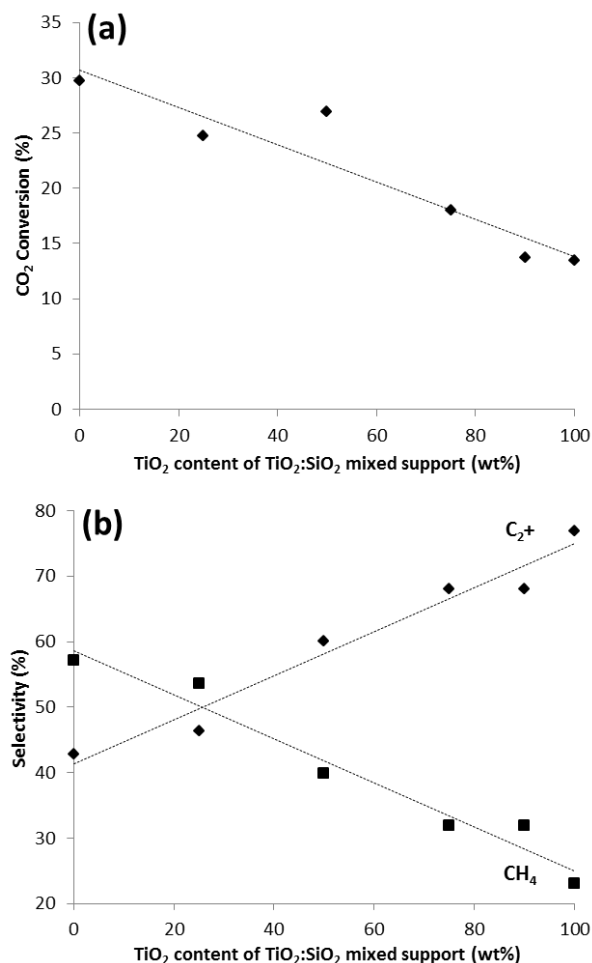 (a)
35
30
25
20
15
10
5
0
CO₂ Conversion (%)
0 20 40 60 80 100
TiO₂ content of TiO₂:SiO₂ mixed support (wt%)
(b)
80
70
60
50
40
30
20
Selectivity (%)
C₂+
CH₄
0 20 40 60 80 100
TiO₂ content of TiO₂:SiO₂ mixed support (wt%)